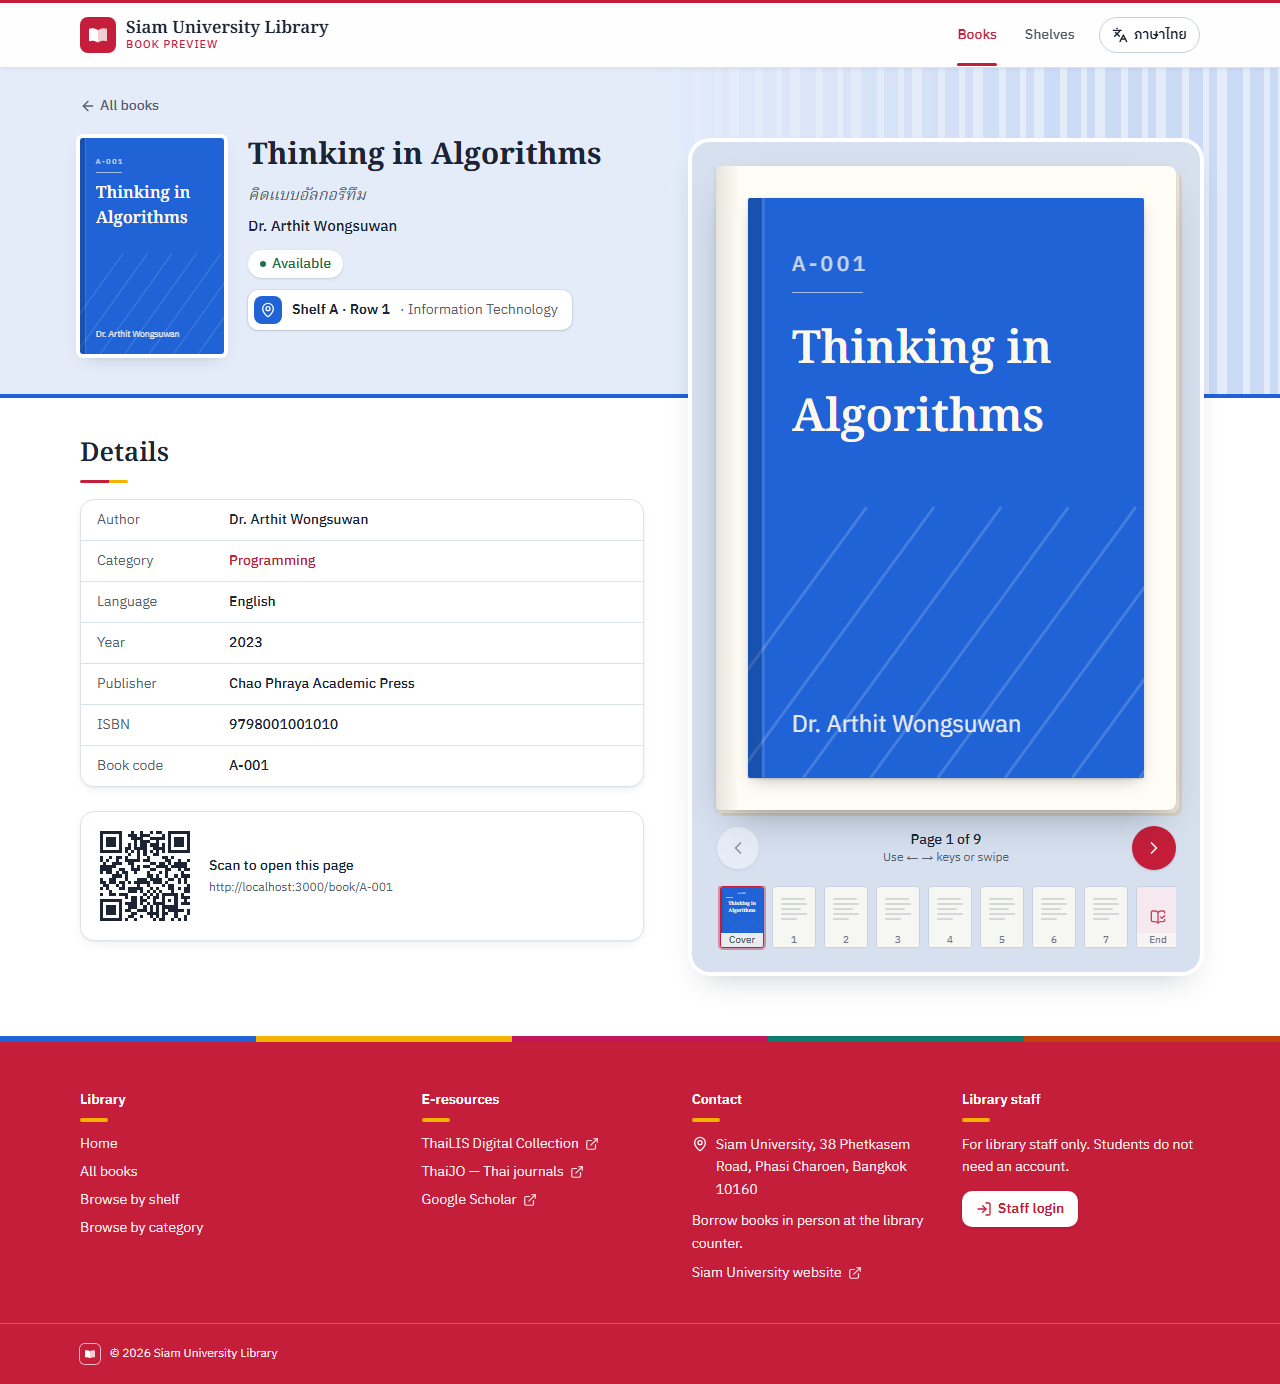 Siam University Library
BOOK PREVIEW
Books
Shelves
ภาษาไทย
All books
A-001
Thinking in
Algorithms
Dr. Arthit Wongsuwan
Thinking in Algorithms
คิดแบบอัลกอริทึม
Dr. Arthit Wongsuwan
Available
Shelf A · Row 1 · Information Technology
A-001
Thinking in
Algorithms
Dr. Arthit Wongsuwan
Page 1 of 9
Use ← → keys or swipe
Thinking in
Algorithms
Cover
1
2
3
4
5
6
7
End
Details
Author Dr. Arthit Wongsuwan
Category Programming
Language English
Year 2023
Publisher Chao Phraya Academic Press
ISBN 9798001001010
Book code A-001
Scan to open this page
http://localhost:3000/book/A-001
Library
Home
All books
Browse by shelf
Browse by category
E-resources
ThaiLIS Digital Collection
ThaiJO — Thai journals
Google Scholar
Contact
Siam University, 38 Phetkasem
Road, Phasi Charoen, Bangkok
10160
Borrow books in person at the library
counter.
Siam University website
Library staff
For library staff only. Students do not
need an account.
Staff login
© 2026 Siam University Library